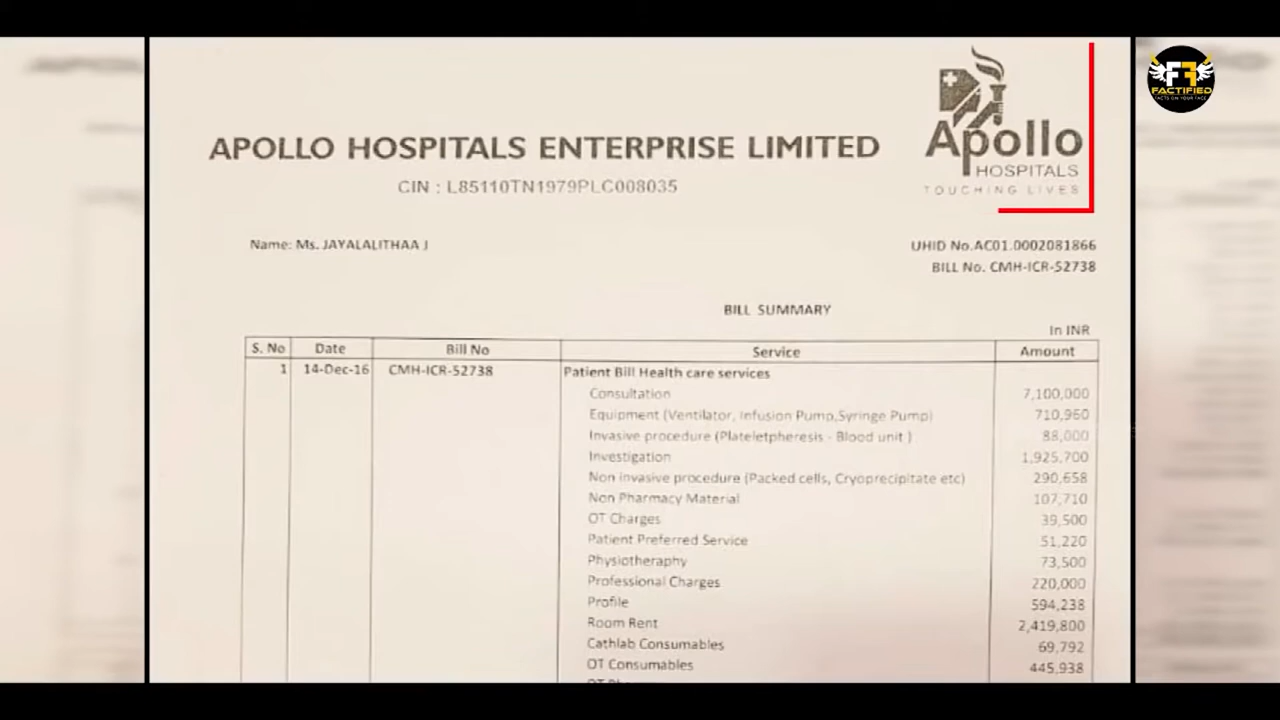 FF
FACTIFIED
FACTS ON YOUR FACE
APOLLO HOSPITALS ENTERPRISE LIMITED
CIN : L85110TN1979PLC008035
Apollo
HOSPITALS
TOUCHING LIVES
Name: Ms. JAYALALITHAA J
UHID No.AC01.0002081866
BILL No. CMH-ICR-52738
BILL SUMMARY
In INR
S. No Date Bill No Service Amount
1 14-Dec-16 CMH-ICR-52738 Patient Bill Health care services
Consultation 7,100,000
Equipment (Ventilator, Infusion Pump,Syringe Pump) 710,960
Invasive procedure (Plateletpheresis - Blood unit ) 88,000
Investigation 1,925,700
Non invasive procedure (Packed cells, Cryoprecipitate etc) 290,658
Non Pharmacy Material 107,710
OT Charges 39,500
Patient Preferred Service 51,220
Physiotheraphy 73,500
Professional Charges 220,000
Profile 594,238
Room Rent 2,419,800
Cathlab Consumables 69,792
OT Consumables 445,938